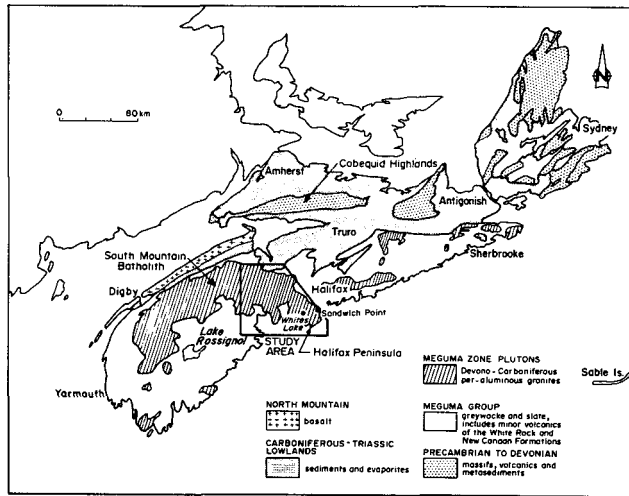 N
0 80 km
Sydney
Amherst
Cobequid Highlands
Antigonish
Truro
South Mountain
Batholith
Sherbrooke
Digby
Halifax
Sandwich Point
Whites
Lake
Lake
Rossignol
STUDY
AREA
Halifax Peninsula
Yarmouth
Sable Is.
MEGUMA ZONE PLUTONS
Devono-Carboniferous
per-aluminous granites
NORTH MOUNTAIN
basalt
MEGUMA GROUP
greywacke and slate,
includes minor volcanics
of the White Rock and
New Canaan Formations
CARBONIFEROUS-TRIASSIC
LOWLANDS
sediments and evaporites
PRECAMBRIAN TO DEVONIAN
massifs, volcanics and
metasediments